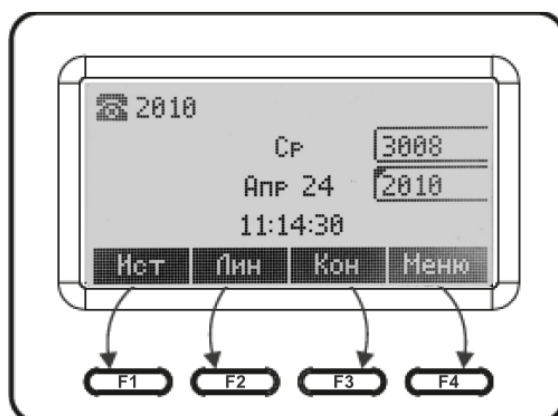 2010
Ср 3008
Апр 24 2010
11:14:30
Ист Лин Кон Меню
F1 F2 F3 F4